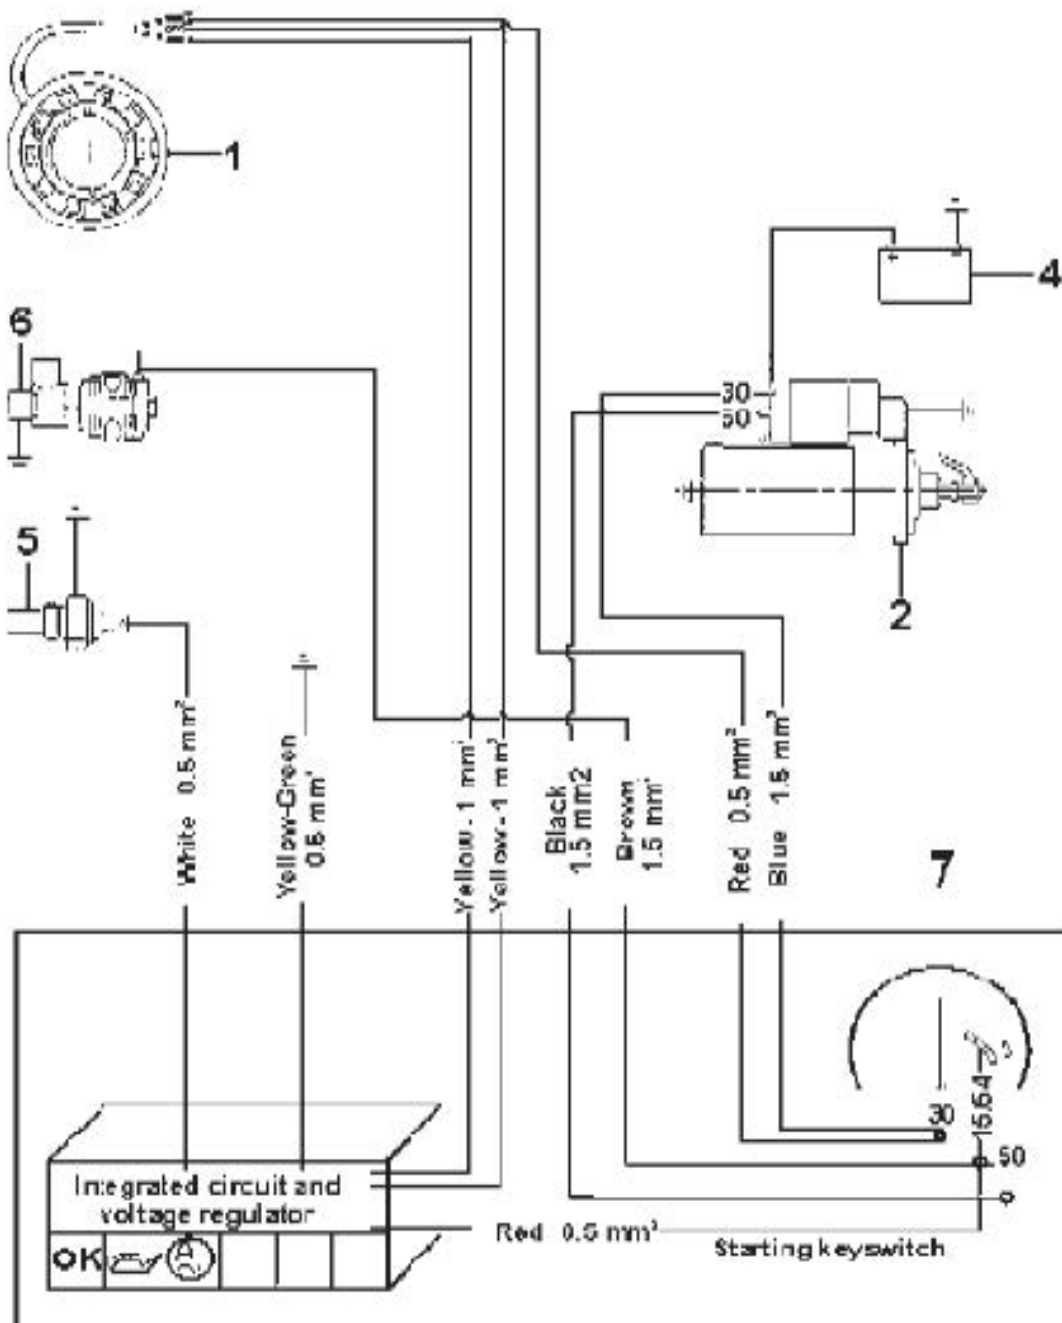 1
4
6
30
50
5
2
White 0.5 mm²
Yellow-Green
0.5 mm²
Yellow - 1 mm²
Yellow - 1 mm²
Black
1.5 mm2
Brown
1.5 mm²
Red 0.5 mm²
Blue 1.5 mm²
7
30
15.54
50
Integrated circuit and
voltage regulator
Red 0.5 mm²
Starting keyswitch
OK